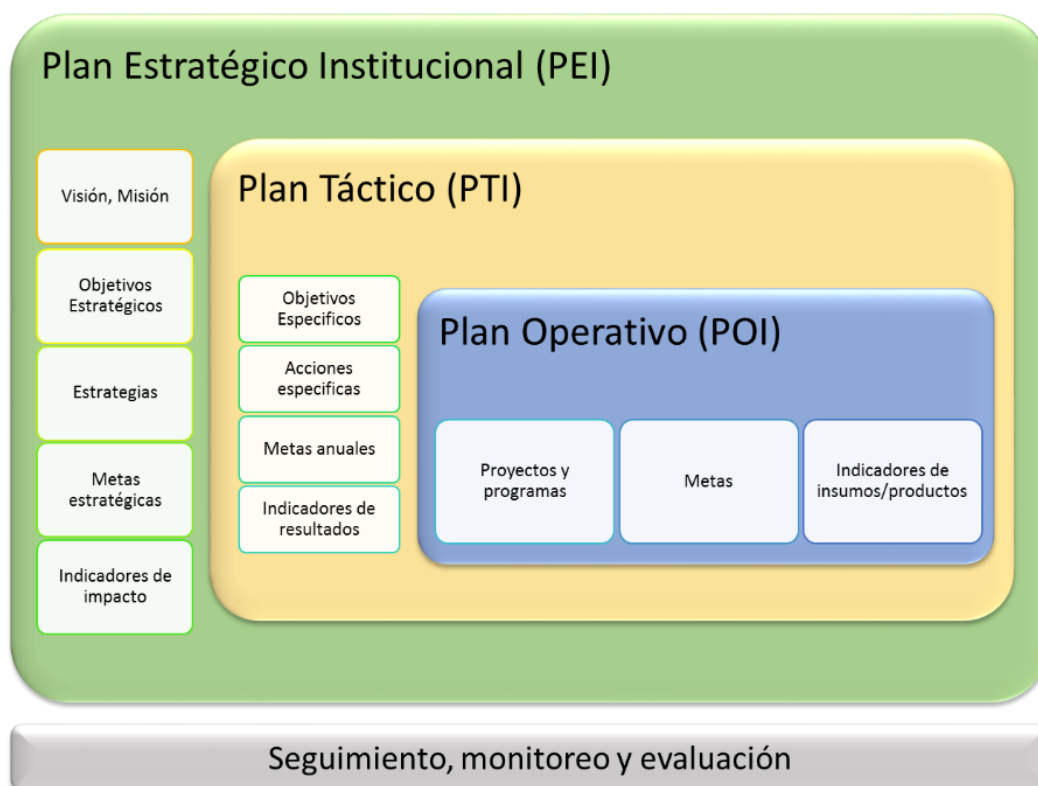 Plan Estratégico Institucional (PEI)
Visión, Misión
Objetivos
Estratégicos
Estrategias
Metas
estratégicas
Indicadores de
impacto
Plan Táctico (PTI)
Objetivos
Especificos
Acciones
especificas
Metas anuales
Indicadores de
resultados
Plan Operativo (POI)
Proyectos y
programas
Metas
Indicadores de
insumos/productos
Seguimiento, monitoreo y evaluación